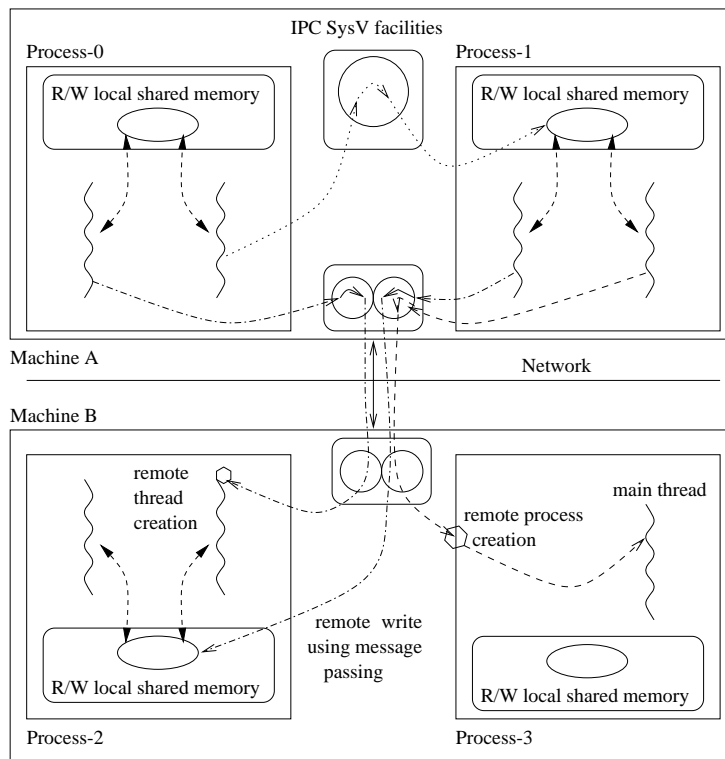 IPC SysV facilities
Process-0
Process-1
R/W local shared memory
R/W local shared memory
Machine A
Network
Machine B
remote
thread
creation
main thread
remote process
creation
remote write
using message
passing
R/W local shared memory
R/W local shared memory
Process-2
Process-3